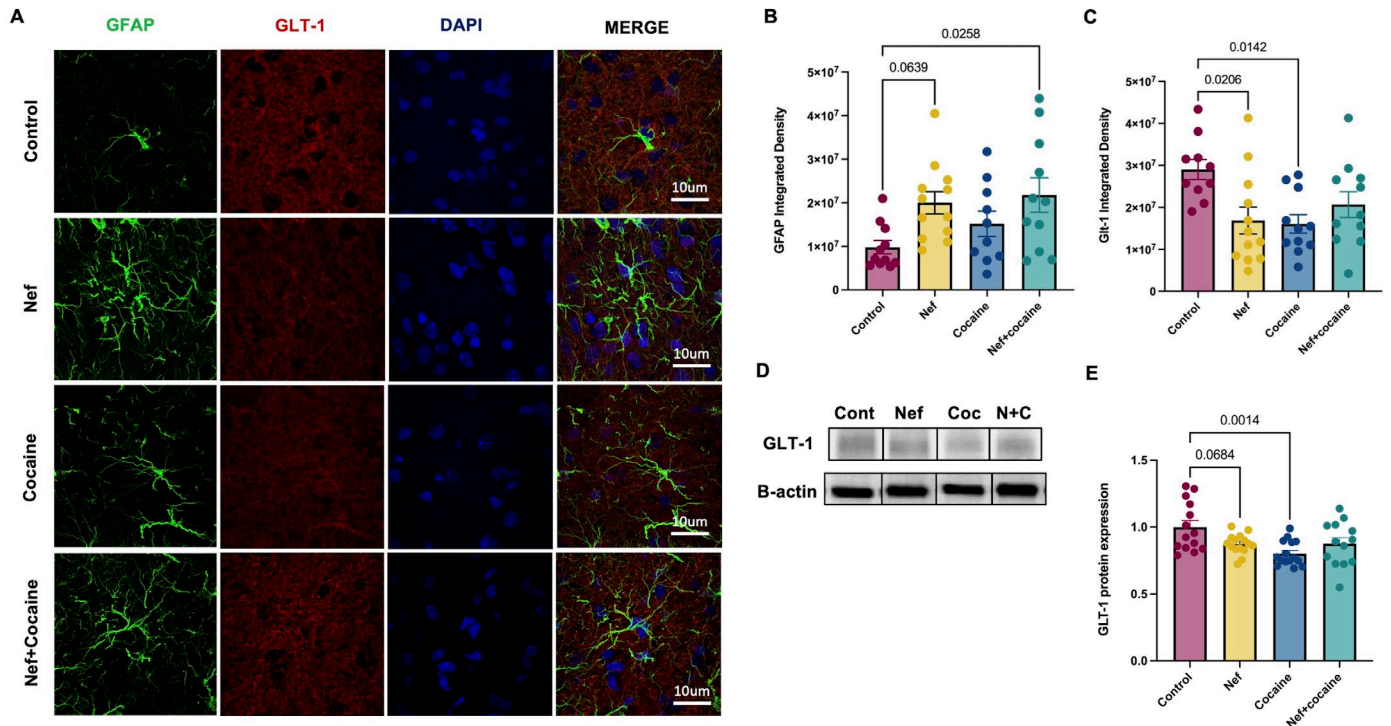 A
GFAP
GLT-1
DAPI
MERGE
Control
10um
Nef
10um
Cocaine
10um
Nef+Cocaine
10um
B
0.0258
0.0639
GFAP Integrated Density
5×10⁷
4×10⁷
3×10⁷
2×10⁷
1×10⁷
0
Control
Nef
Cocaine
Nef+cocaine
C
0.0142
0.0206
Glt-1 Integrated Density
5×10⁷
4×10⁷
3×10⁷
2×10⁷
1×10⁷
0
Control
Nef
Cocaine
Nef+cocaine
D
Cont Nef Coc N+C
GLT-1
B-actin
E
0.0014
0.0684
GLT-1 protein expression
1.5
1.0
0.5
0.0
Control
Nef
Cocaine
Nef+cocaine